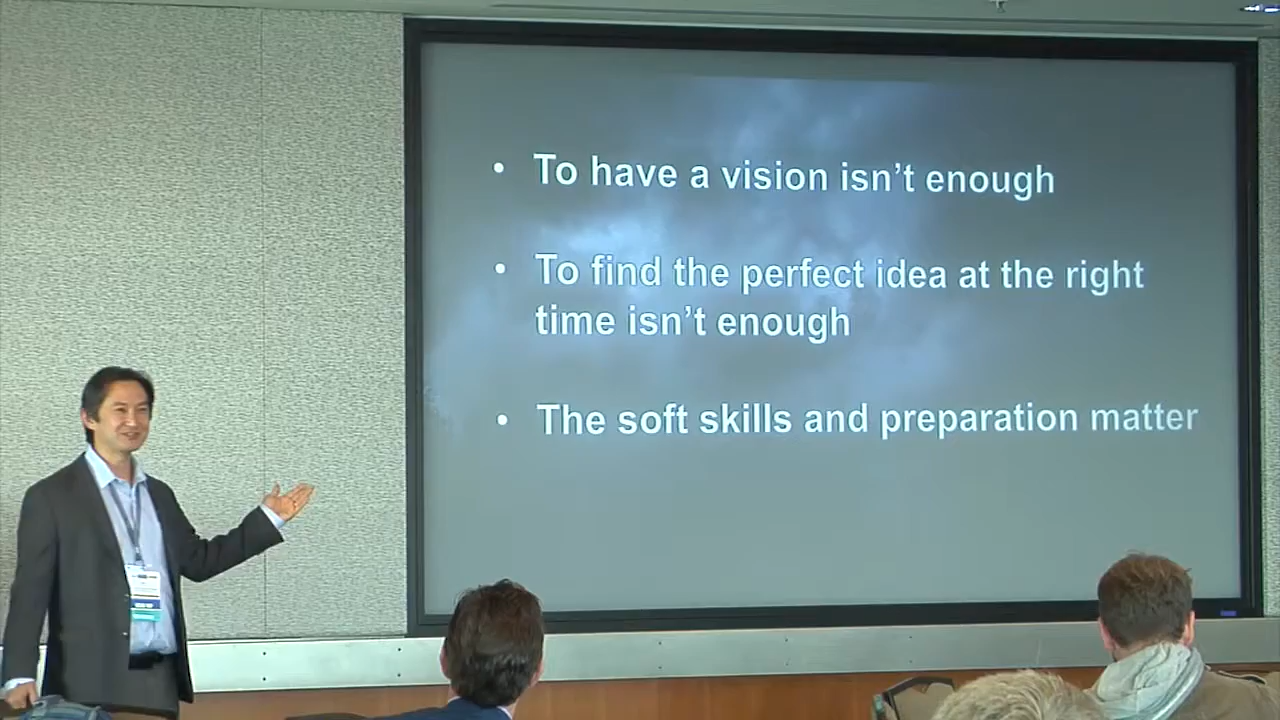 • To have a vision isn’t enough
• To find the perfect idea at the right
time isn’t enough
• The soft skills and preparation matter